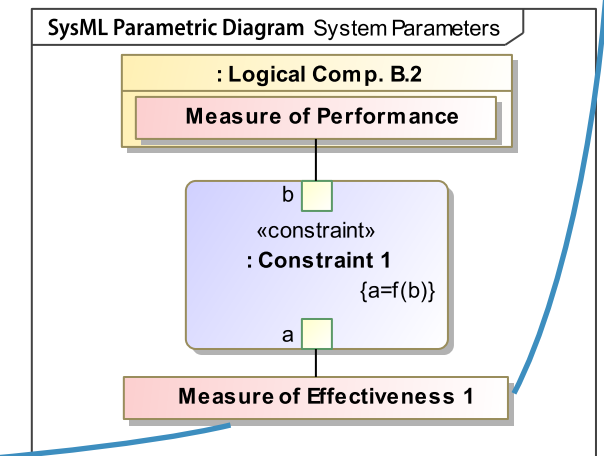 SysML Parametric Diagram System Parameters
: Logical Comp. B.2
Measure of Performance
b
«constraint»
: Constraint 1
{a=f(b)}
a
Measure of Effectiveness 1